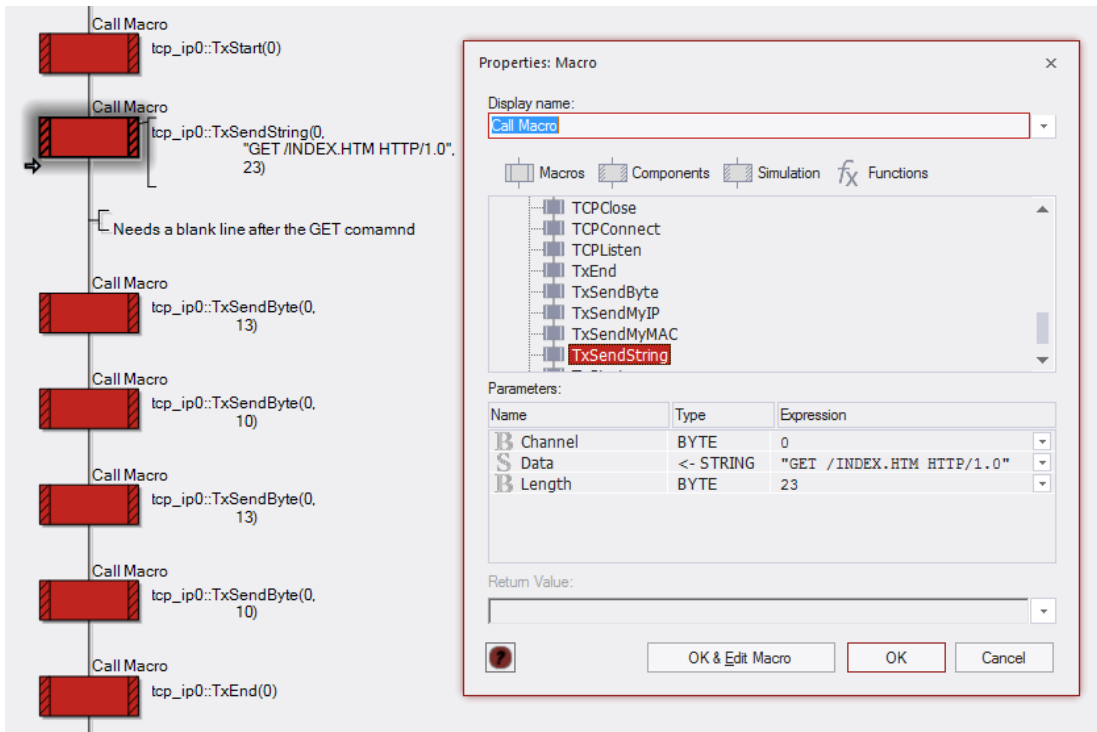 Call Macro
tcp_ip0::TxStart(0)
Call Macro
tcp_ip0::TxSendString(0,
"GET /INDEX.HTM HTTP/1.0",
23)
Needs a blank line after the GET comamnd
Call Macro
tcp_ip0::TxSendByte(0,
13)
Call Macro
tcp_ip0::TxSendByte(0,
10)
Call Macro
tcp_ip0::TxSendByte(0,
13)
Call Macro
tcp_ip0::TxSendByte(0,
10)
Call Macro
tcp_ip0::TxEnd(0)
Properties: Macro
Display name:
Call Macro
Macros Components Simulation fx Functions
TCPClose
TCPConnect
TCPListen
TxEnd
TxSendByte
TxSendMyIP
TxSendMyMAC
TxSendString
Parameters:
Name Type Expression
B Channel BYTE 0
S Data <- STRING "GET /INDEX.HTM HTTP/1.0"
B Length BYTE 23
Return Value:
?
OK & Edit Macro OK Cancel